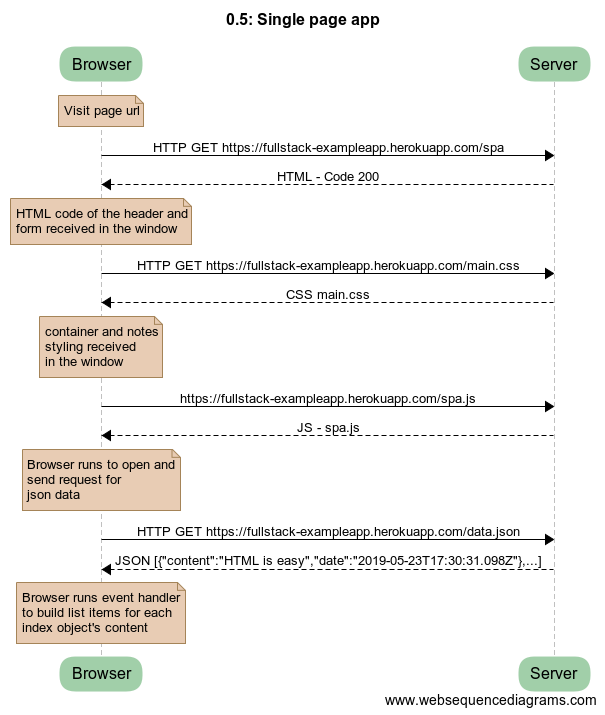 0.5: Single page app
Browser
Server
Visit page url
HTTP GET https://fullstack-exampleapp.herokuapp.com/spa
HTML - Code 200
HTML code of the header and
form received in the window
HTTP GET https://fullstack-exampleapp.herokuapp.com/main.css
CSS main.css
container and notes
styling received
in the window
https://fullstack-exampleapp.herokuapp.com/spa.js
JS - spa.js
Browser runs to open and
send request for
json data
HTTP GET https://fullstack-exampleapp.herokuapp.com/data.json
JSON [{"content":"HTML is easy","date":"2019-05-23T17:30:31.098Z"},...]
Browser runs event handler
to build list items for each
index object's content
Browser
Server
www.websequencediagrams.com